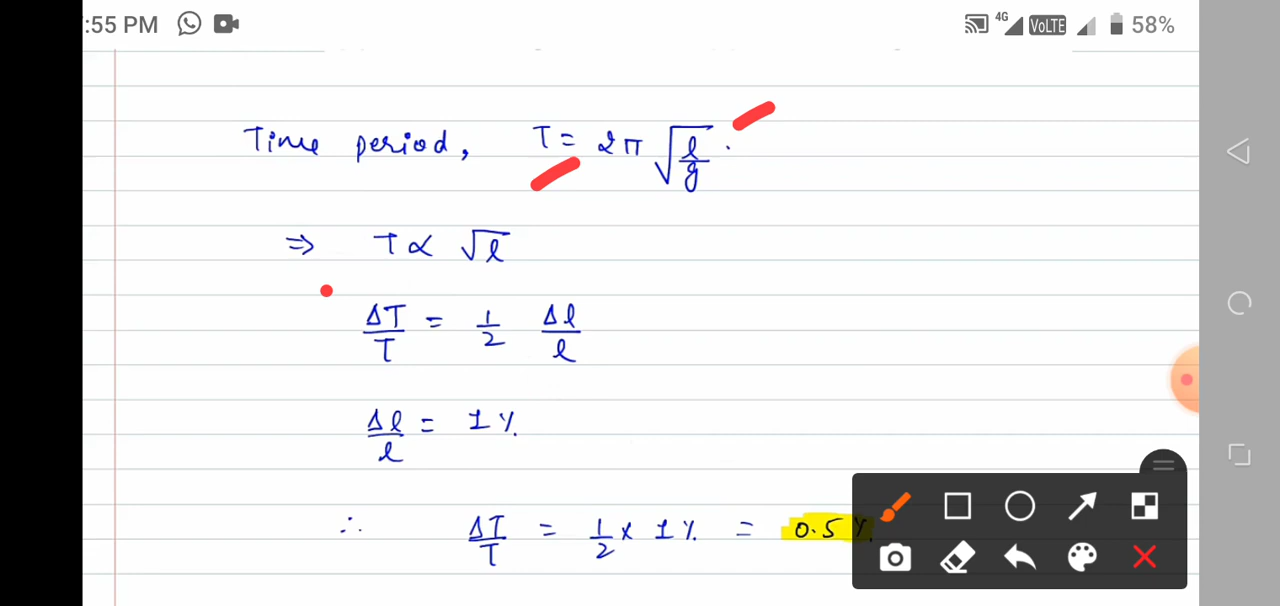 :55 PM 4G VoLTE 58%
Time period, T = 2π √(l/g).
⇒ T ∝ √l
ΔT/T = 1/2 Δl/l
Δl/l = 1%
∴ ΔT/T = 1/2 x 1% = 0.5%